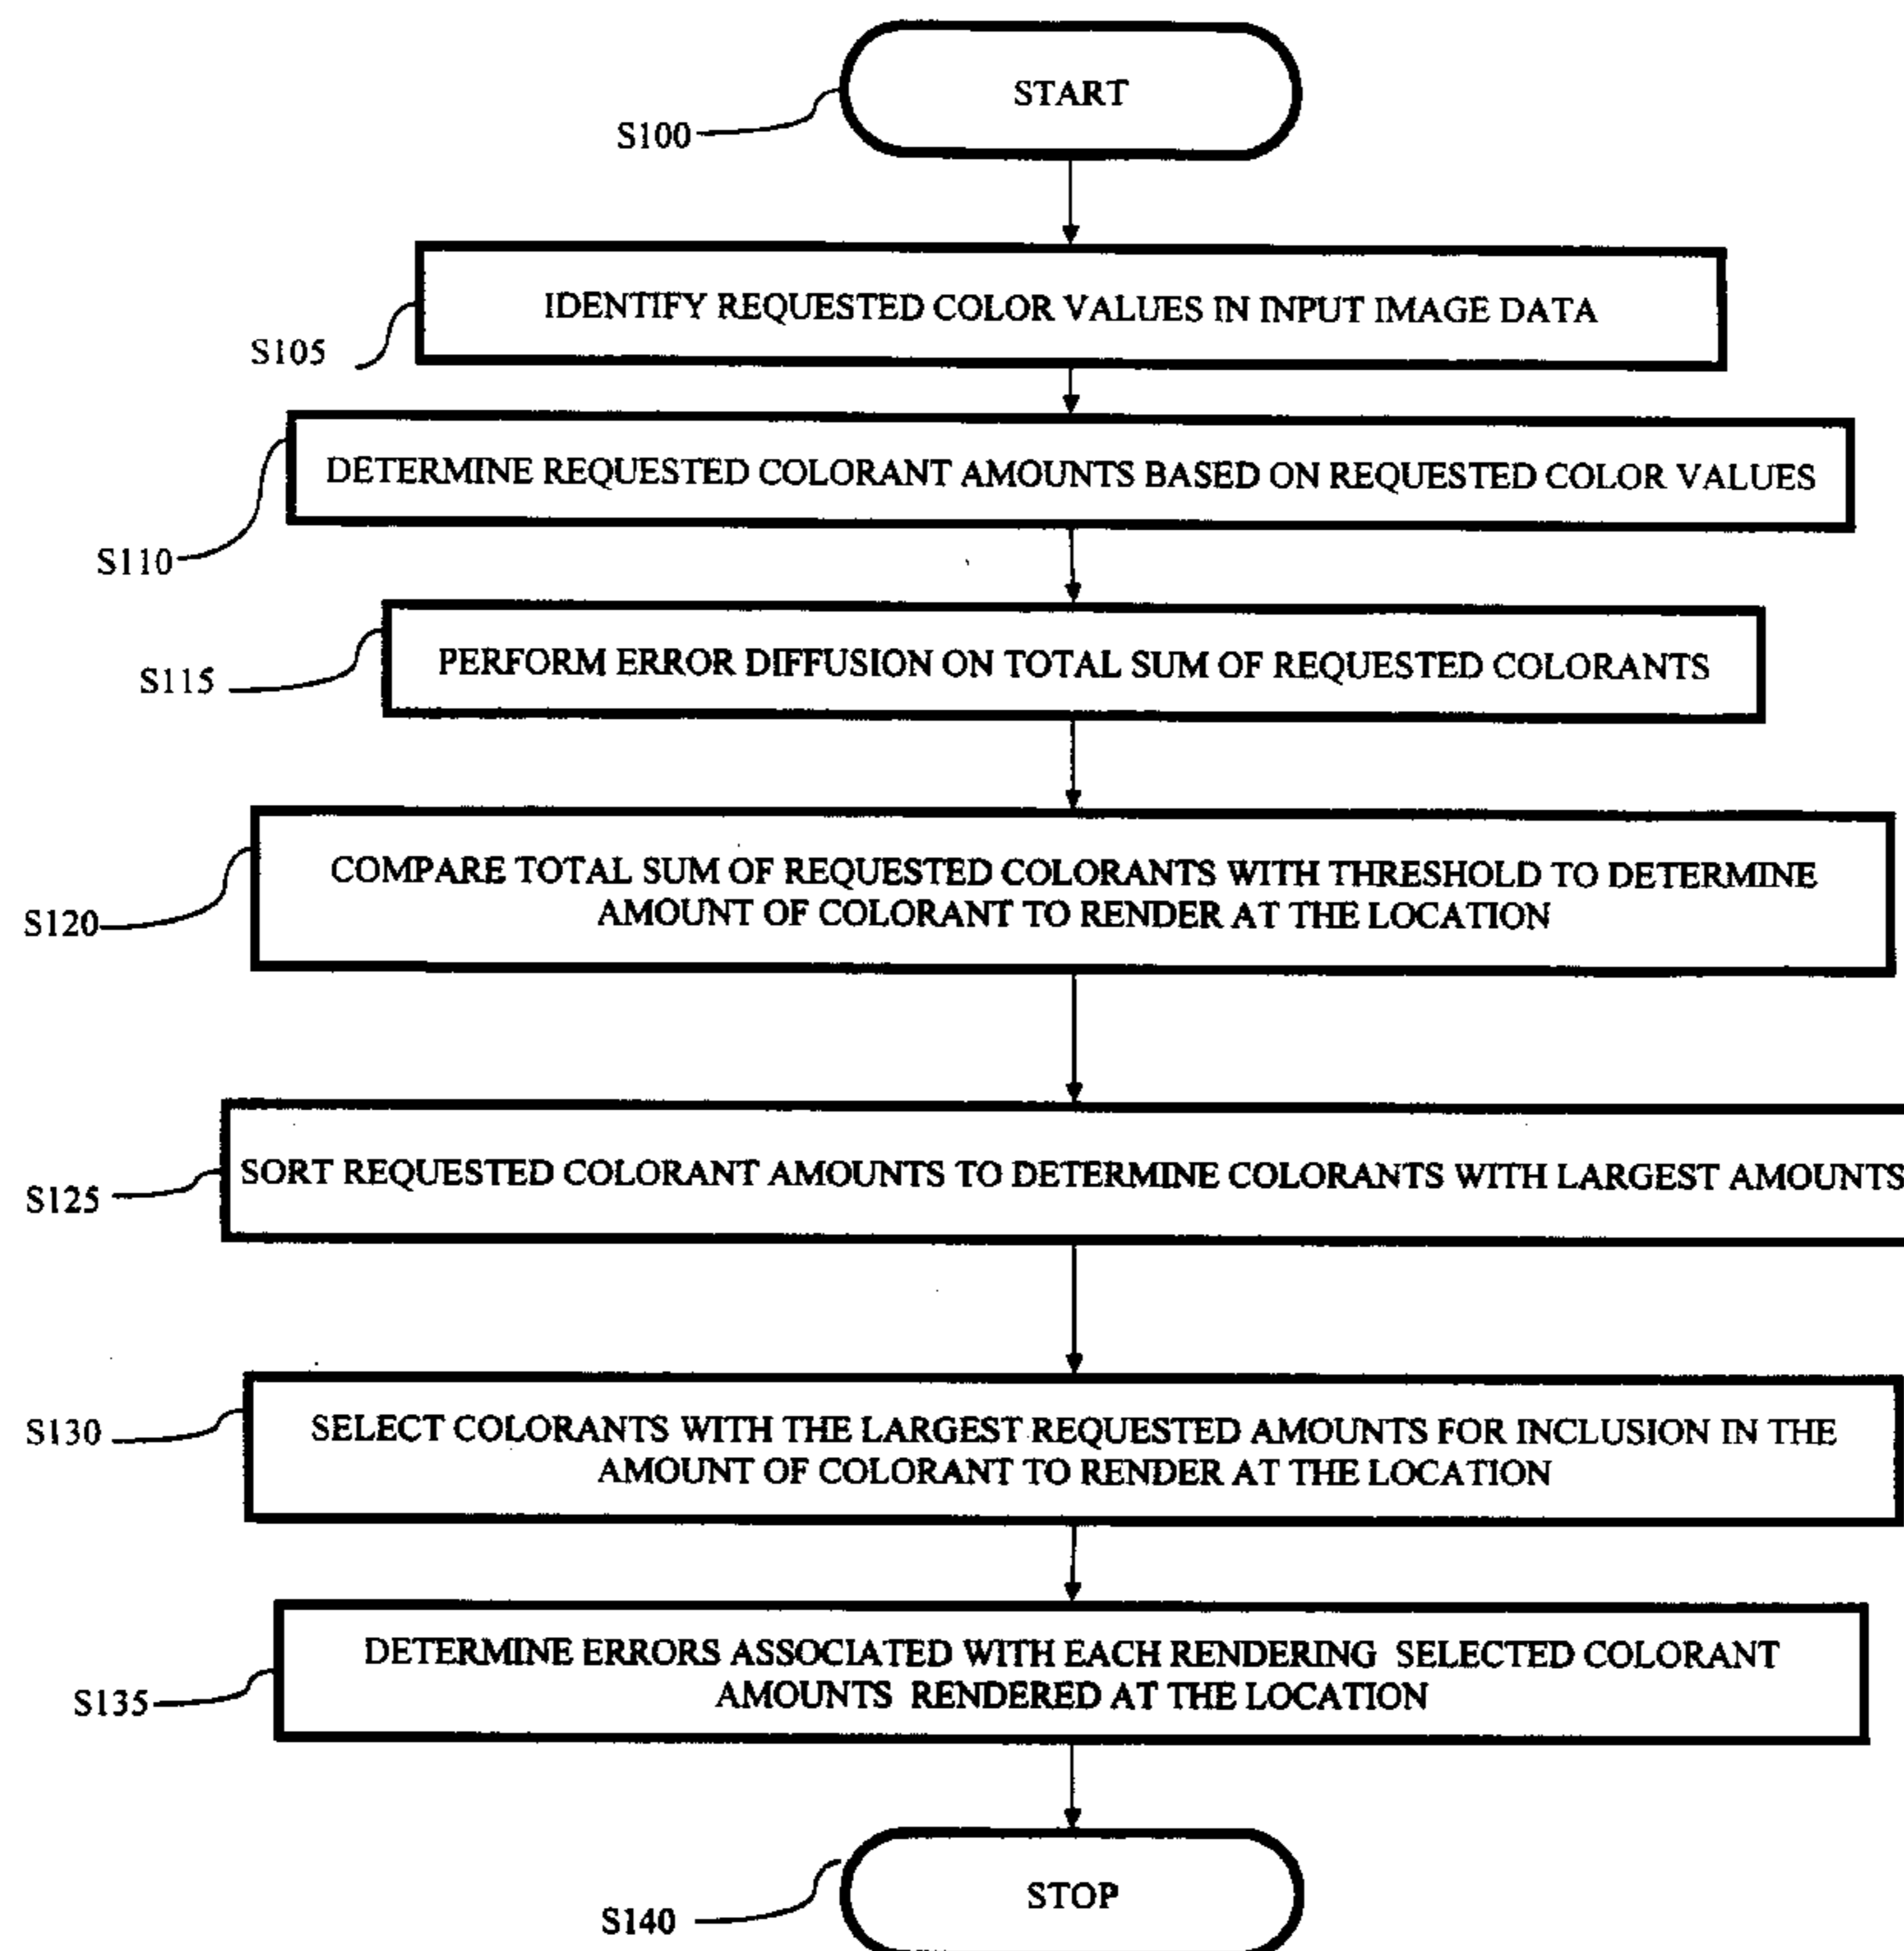 START
S100
IDENTIFY REQUESTED COLOR VALUES IN INPUT IMAGE DATA
S105
DETERMINE REQUESTED COLORANT AMOUNTS BASED ON REQUESTED COLOR VALUES
S110
PERFORM ERROR DIFFUSION ON TOTAL SUM OF REQUESTED COLORANTS
S115
COMPARE TOTAL SUM OF REQUESTED COLORANTS WITH THRESHOLD TO DETERMINE
AMOUNT OF COLORANT TO RENDER AT THE LOCATION
S120
SORT REQUESTED COLORANT AMOUNTS TO DETERMINE COLORANTS WITH LARGEST AMOUNTS
S125
SELECT COLORANTS WITH THE LARGEST REQUESTED AMOUNTS FOR INCLUSION IN THE
AMOUNT OF COLORANT TO RENDER AT THE LOCATION
S130
DETERMINE ERRORS ASSOCIATED WITH EACH RENDERING SELECTED COLORANT
AMOUNTS RENDERED AT THE LOCATION
S135
STOP
S140